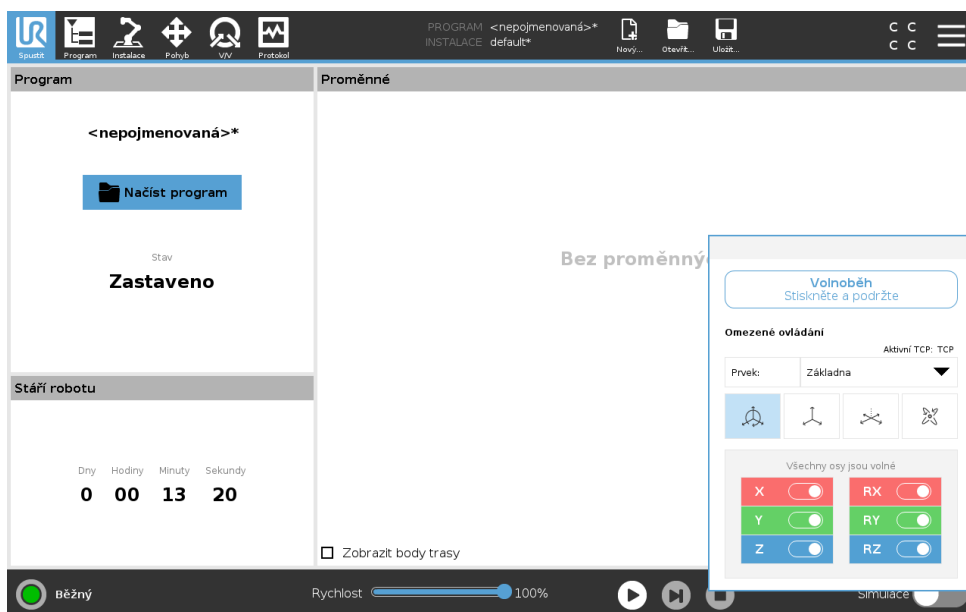 UR
Spustit Program Instalace Pohyb V/V Protokol
PROGRAM <nepojmenovaná>*
INSTALACE default*
Nový... Otevřít... Uložit...
C C
C C
Program
Proměnné
<nepojmenovaná>*
Načíst program
Stav
Zastaveno
Bez proměnný
Stáří robotu
Dny Hodiny Minuty Sekundy
0 00 13 20
Zobrazit body trasy
Volnoběh
Stiskněte a podržte
Omezené ovládání
Aktivní TCP: TCP
Prvek: Základna
Všechny osy jsou volné
X RX
Y RY
Z RZ
Běžný
Rychlost 100%
Simulace